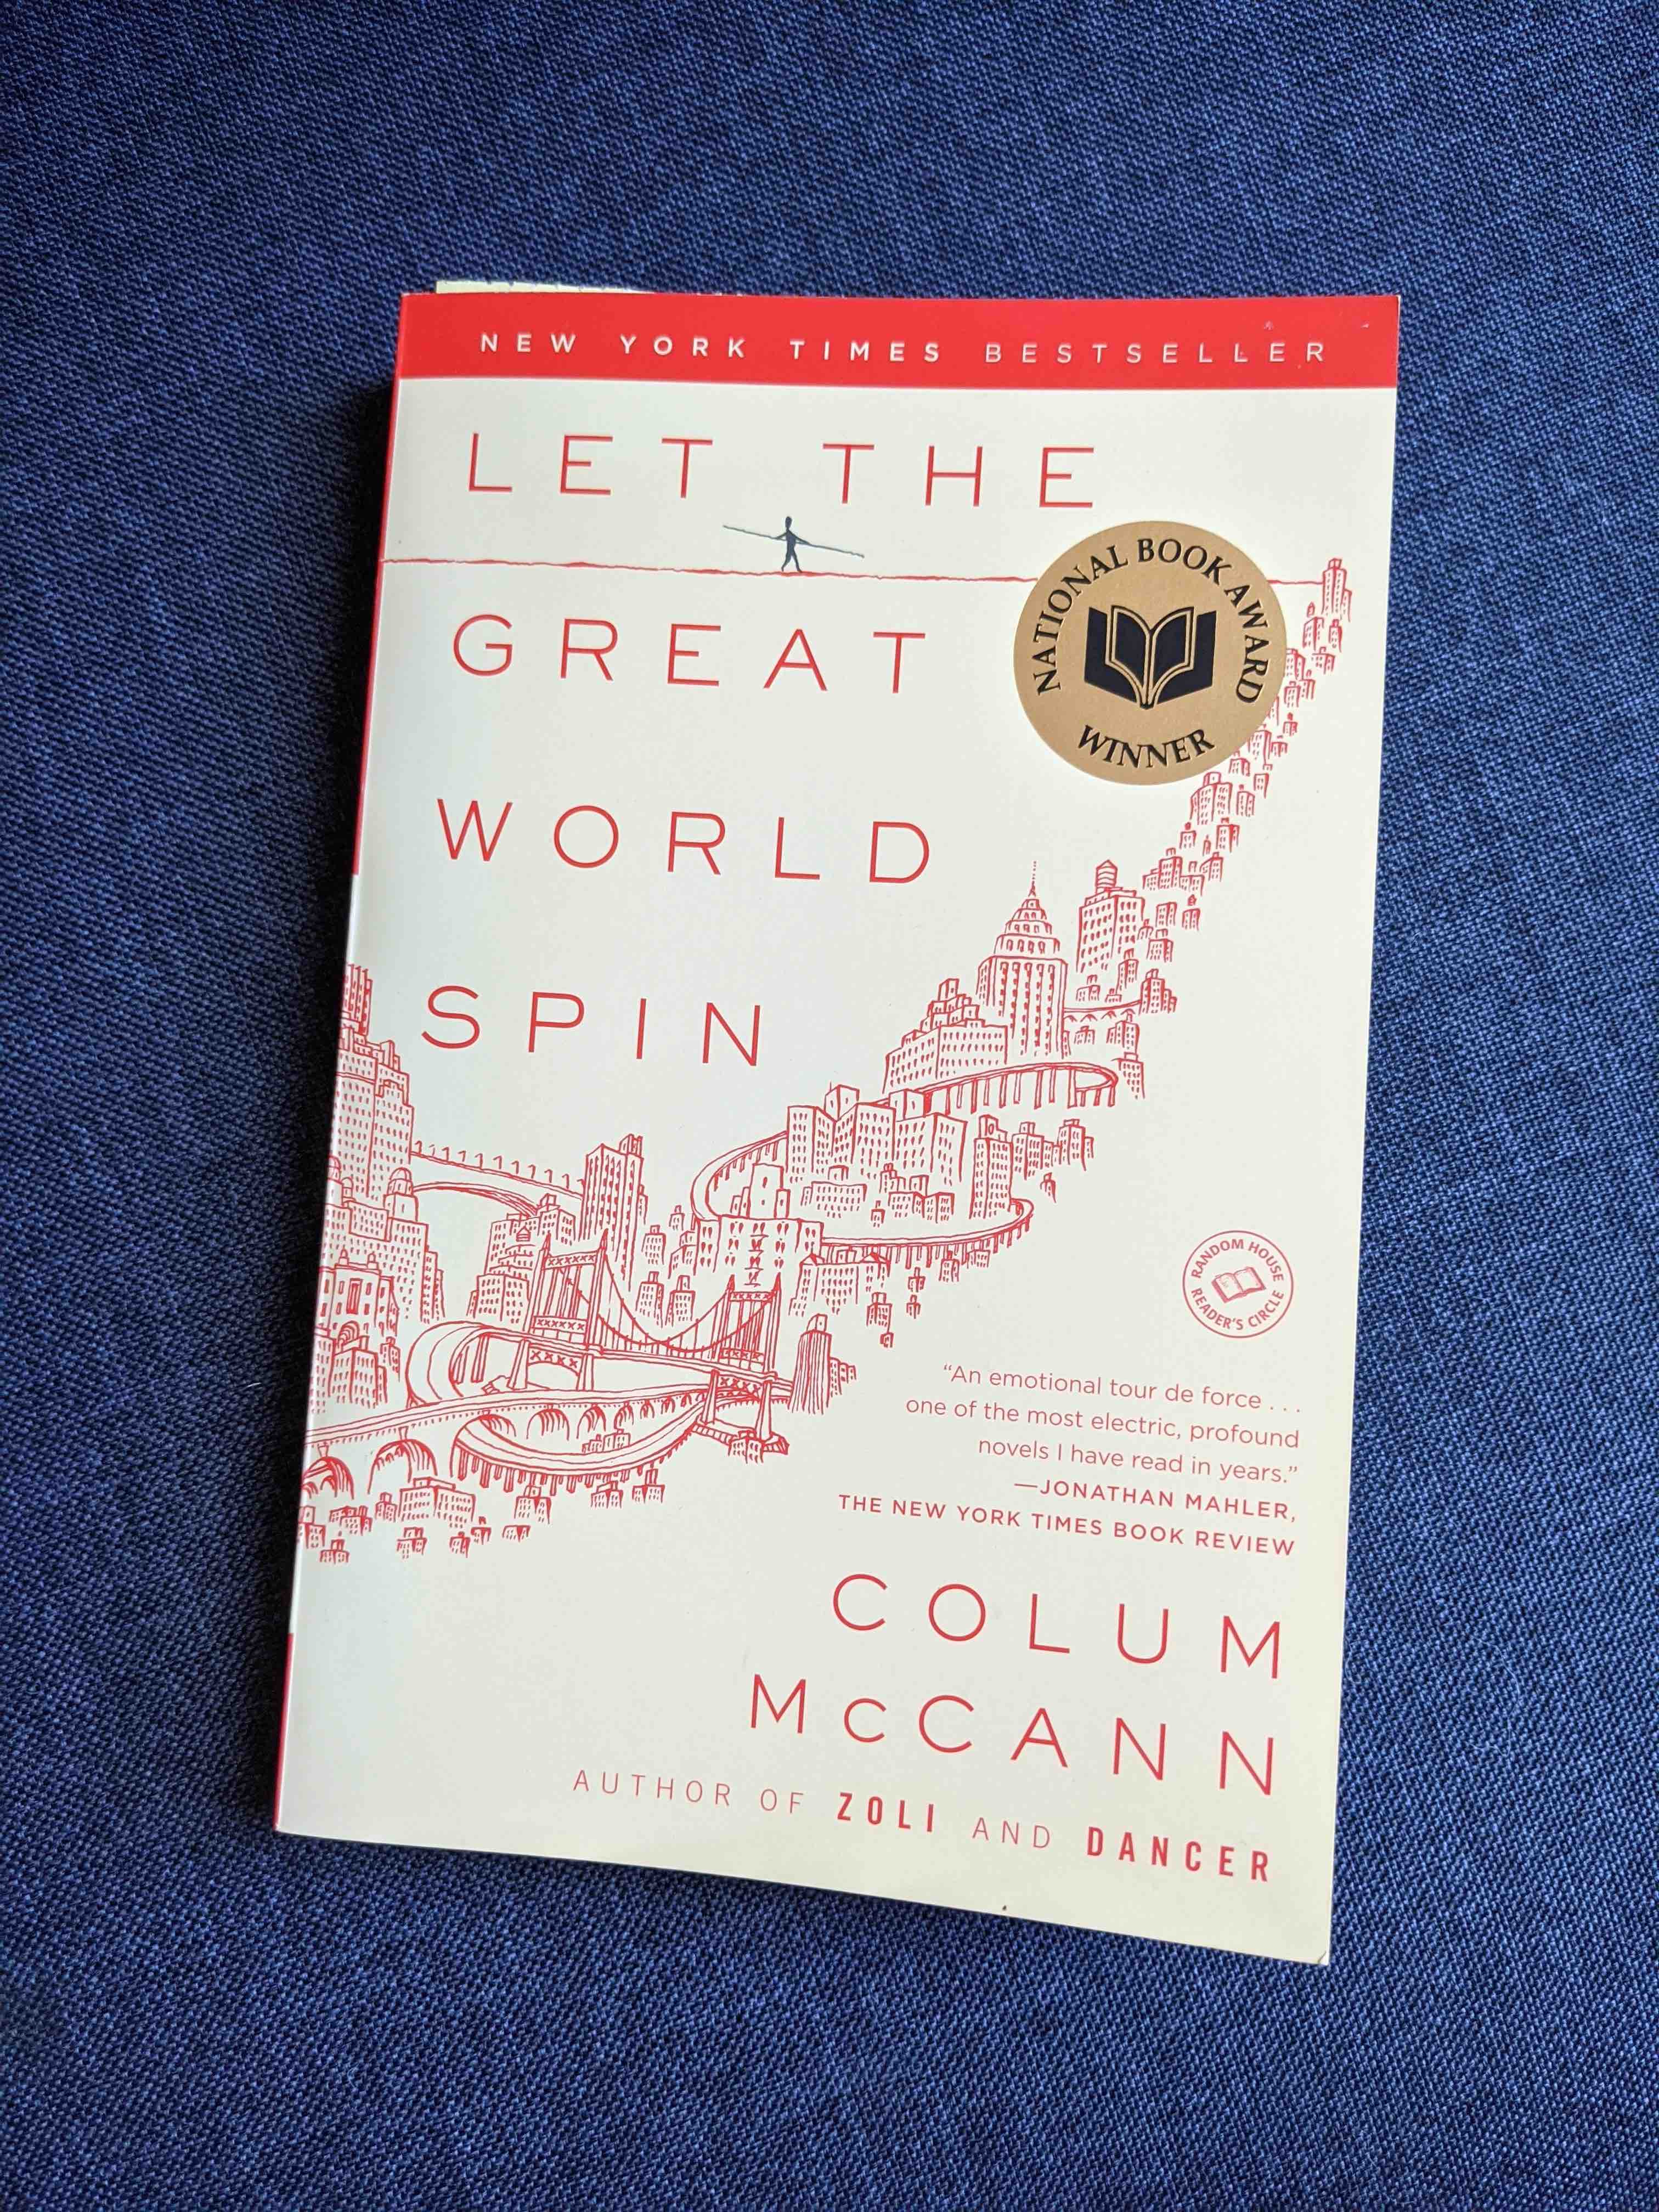 NEW YORK TIMES BESTSELLER
LET THE
GREAT
WORLD
SPIN
NATIONAL BOOK AWARD
WINNER
RANDOM HOUSE
READER'S CIRCLE
“An emotional tour de force . . .
one of the most electric, profound
novels I have read in years.”
—JONATHAN MAHLER,
THE NEW YORK TIMES BOOK REVIEW
COLUM
McCANN
AUTHOR OF ZOLI AND DANCER